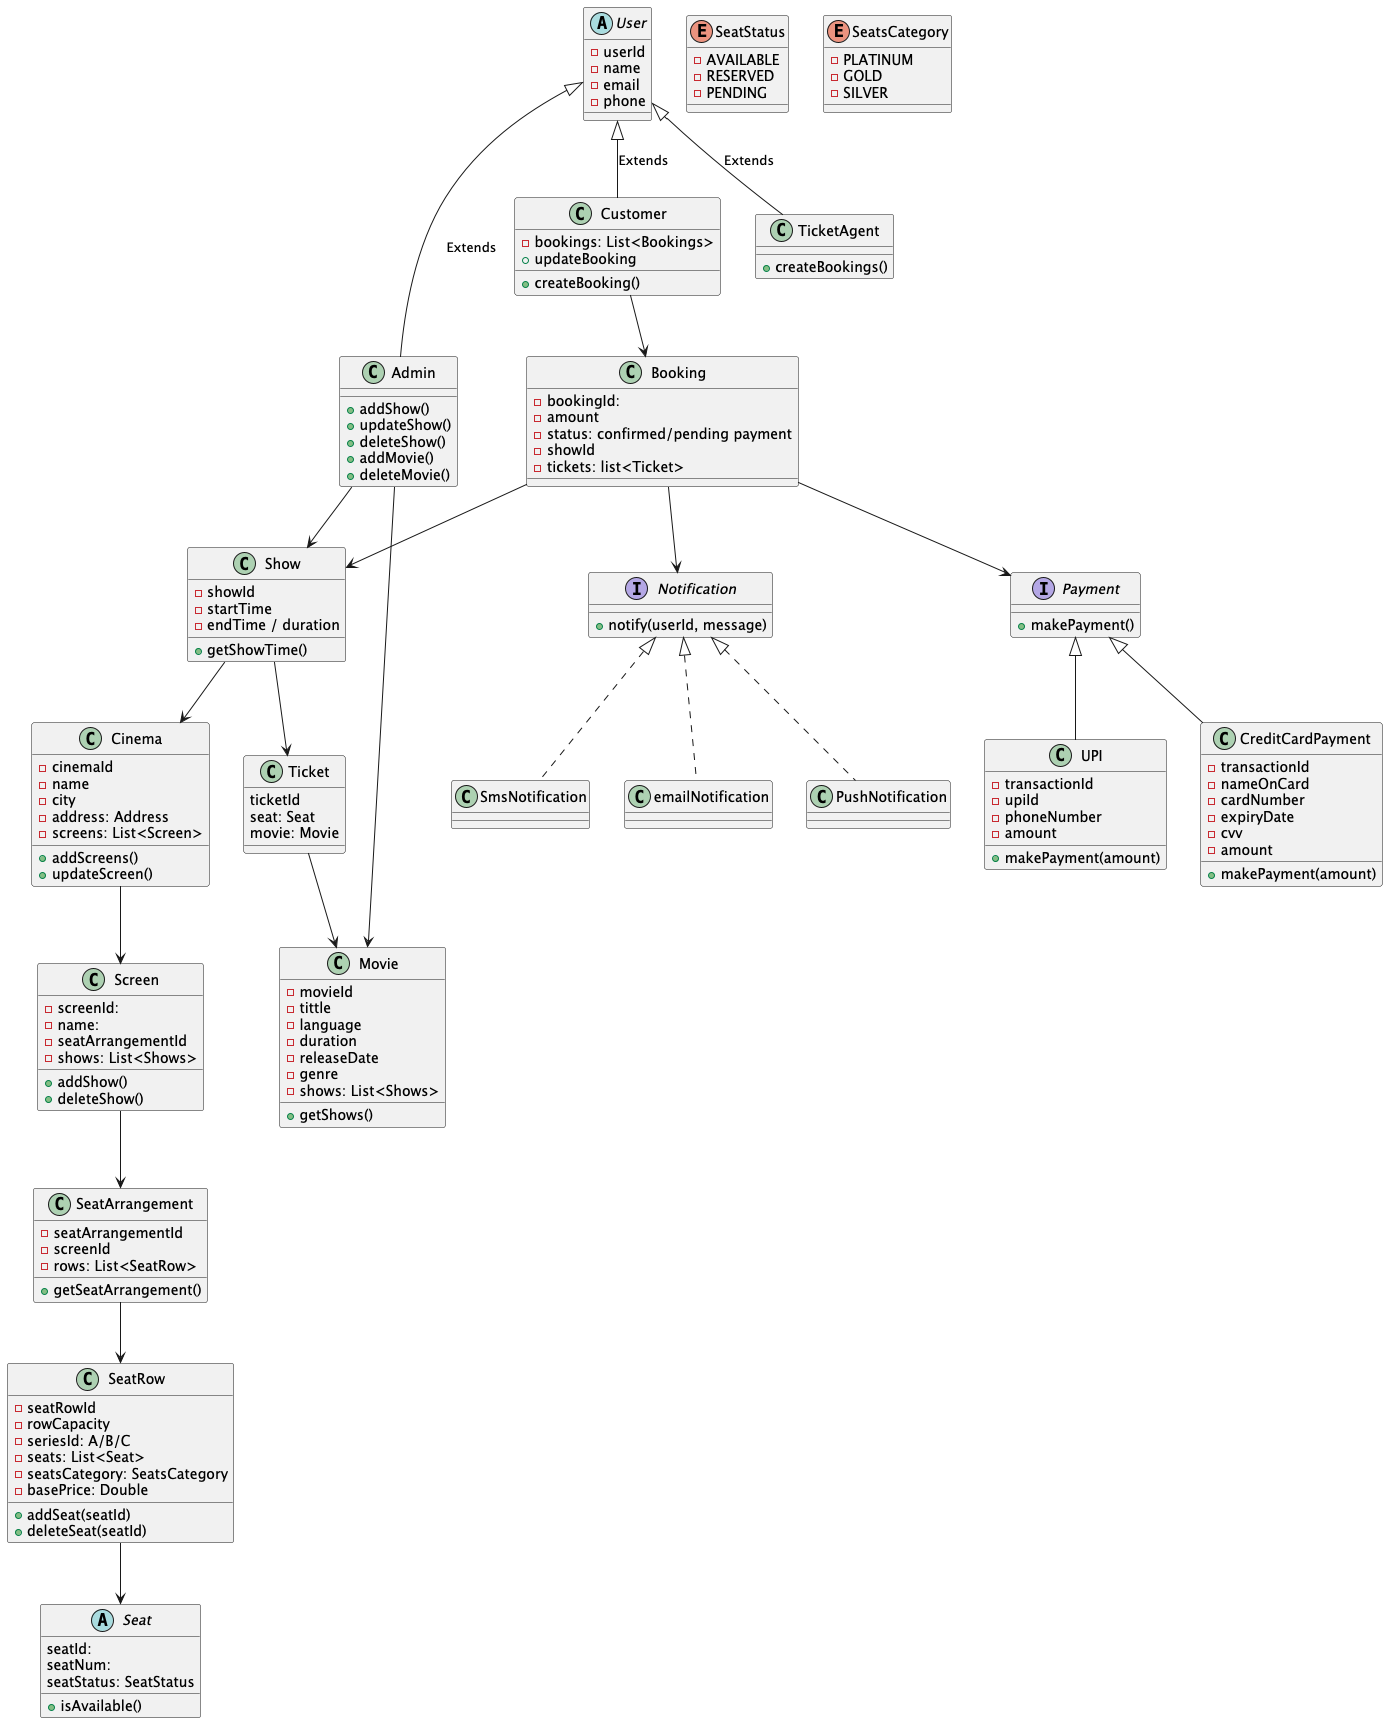 A User
userId
name
email
phone
E SeatStatus
AVAILABLE
RESERVED
PENDING
E SeatsCategory
PLATINUM
GOLD
SILVER
Extends
Extends
Extends
C Customer
bookings: List<Bookings>
updateBooking
createBooking()
C TicketAgent
createBookings()
C Admin
addShow()
updateShow()
deleteShow()
addMovie()
deleteMovie()
C Booking
bookingId:
amount
status: confirmed/pending payment
showId
tickets: list<Ticket>
C Show
showId
startTime
endTime / duration
getShowTime()
I Notification
notify(userId, message)
I Payment
makePayment()
C Cinema
cinemaId
name
city
address: Address
screens: List<Screen>
addScreens()
updateScreen()
C Ticket
ticketId
seat: Seat
movie: Movie
C SmsNotification
C emailNotification
C PushNotification
C UPI
transactionId
upiId
phoneNumber
amount
makePayment(amount)
C CreditCardPayment
transactionId
nameOnCard
cardNumber
expiryDate
cvv
amount
makePayment(amount)
C Screen
screenId:
name:
seatArrangementId
shows: List<Shows>
addShow()
deleteShow()
C Movie
movieId
tittle
language
duration
releaseDate
genre
shows: List<Shows>
getShows()
C SeatArrangement
seatArrangementId
screenId
rows: List<SeatRow>
getSeatArrangement()
C SeatRow
seatRowId
rowCapacity
seriesId: A/B/C
seats: List<Seat>
seatsCategory: SeatsCategory
basePrice: Double
addSeat(seatId)
deleteSeat(seatId)
A Seat
seatId:
seatNum:
seatStatus: SeatStatus
isAvailable()